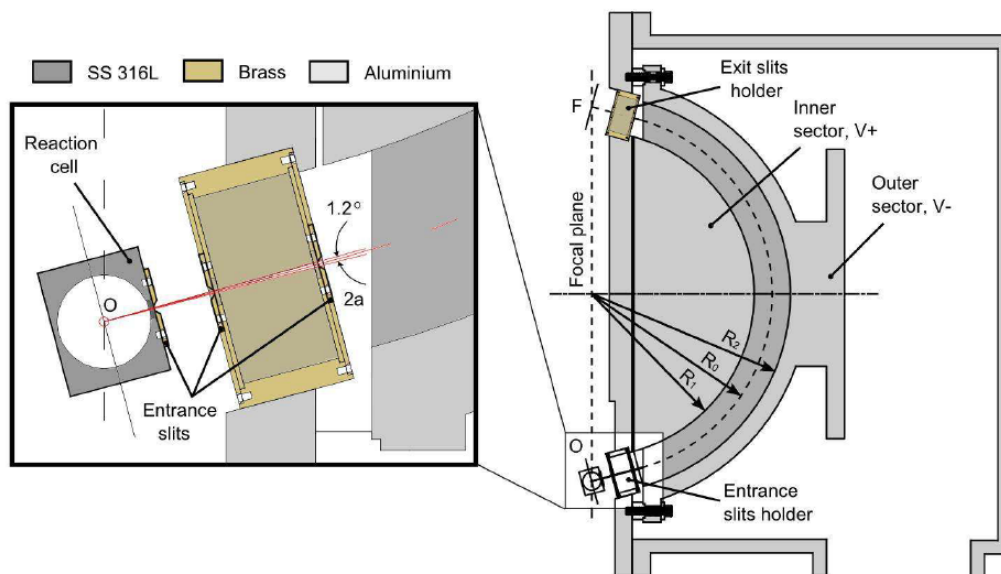 SS 316L
Brass
Aluminium
Reaction
cell
O
1.2°
2a
Entrance
slits
Exit slits
holder
F
Inner
sector, V+
Outer
sector, V-
Focal plane
R₂
R₀
R₁
O
Entrance
slits holder